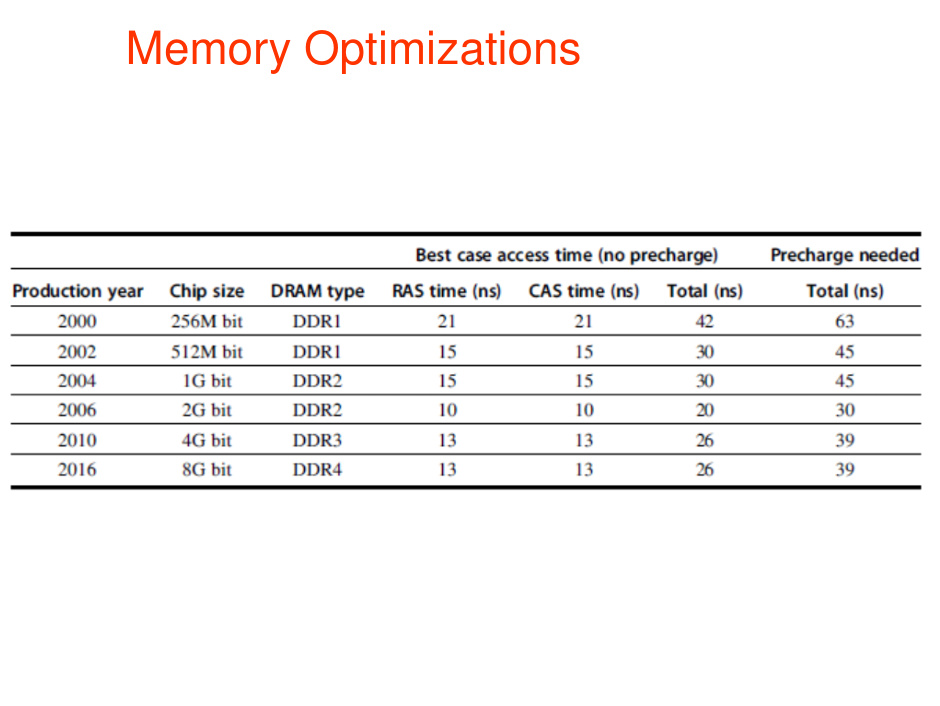 Memory Optimizations
Best case access time (no precharge) Precharge needed
Production year Chip size DRAM type RAS time (ns) CAS time (ns) Total (ns) Total (ns)
2000 256M bit DDR1 21 21 42 63
2002 512M bit DDR1 15 15 30 45
2004 1G bit DDR2 15 15 30 45
2006 2G bit DDR2 10 10 20 30
2010 4G bit DDR3 13 13 26 39
2016 8G bit DDR4 13 13 26 39